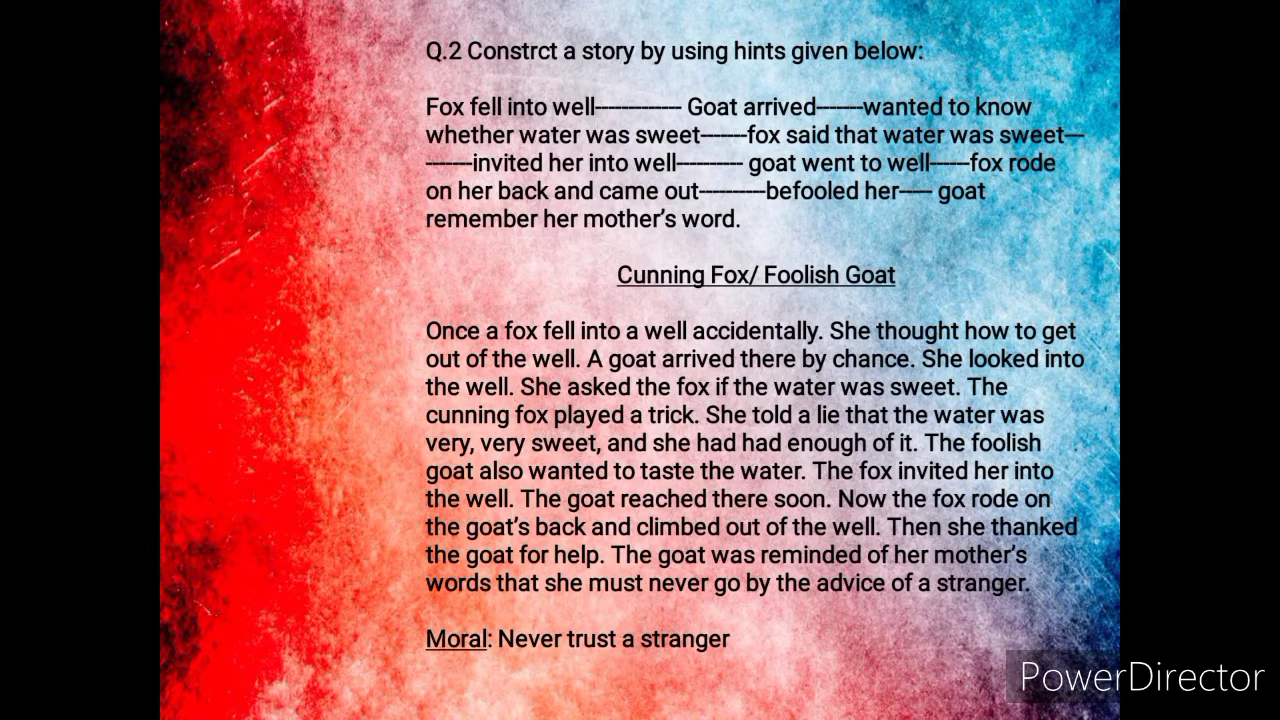 Q.2 Constrct a story by using hints given below:
Fox fell into well------------- Goat arrived-------wanted to know
whether water was sweet-------fox said that water was sweet---
-------invited her into well---------- goat went to well------fox rode
on her back and came out----------befooled her----- goat
remember her mother’s word.
Cunning Fox/ Foolish Goat
Once a fox fell into a well accidentally. She thought how to get
out of the well. A goat arrived there by chance. She looked into
the well. She asked the fox if the water was sweet. The
cunning fox played a trick. She told a lie that the water was
very, very sweet, and she had had enough of it. The foolish
goat also wanted to taste the water. The fox invited her into
the well. The goat reached there soon. Now the fox rode on
the goat’s back and climbed out of the well. Then she thanked
the goat for help. The goat was reminded of her mother’s
words that she must never go by the advice of a stranger.
Moral: Never trust a stranger
PowerDirector